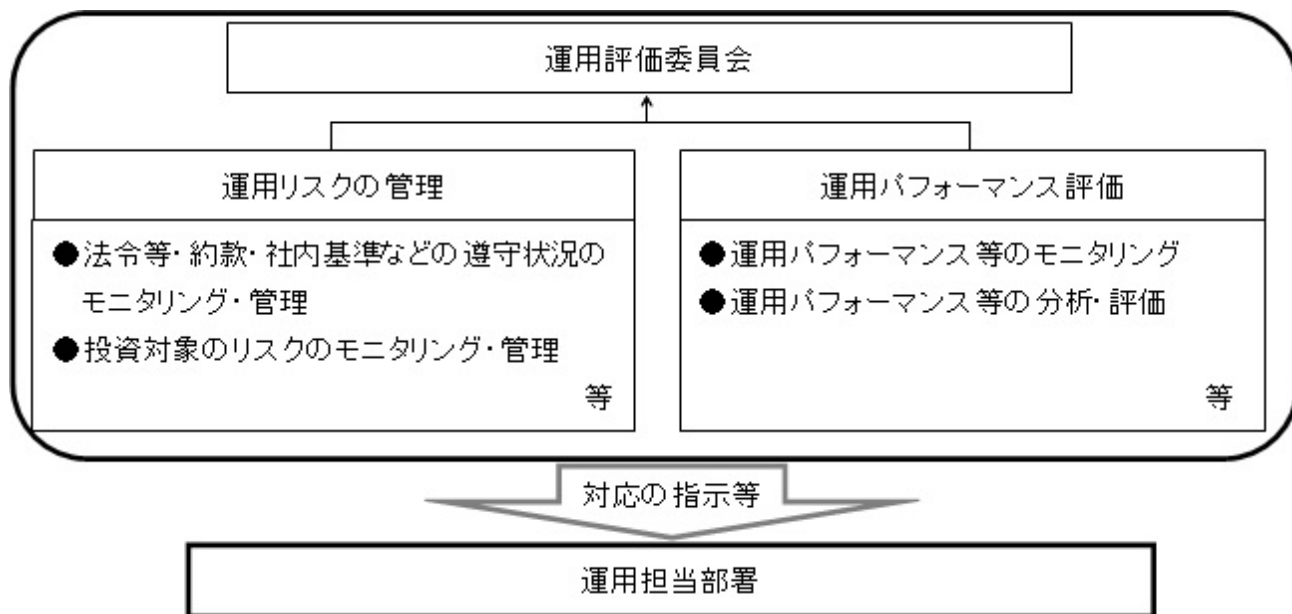 運用評価委員会
運用リスクの管理
●法令等・約款・社内基準などの遵守状況の
モニタリング・管理
●投資対象のリスクのモニタリング・管理
等
運用パフォーマンス評価
●運用パフォーマンス等のモニタリング
●運用パフォーマンス等の分析・評価
等
対応の指示等
運用担当部署